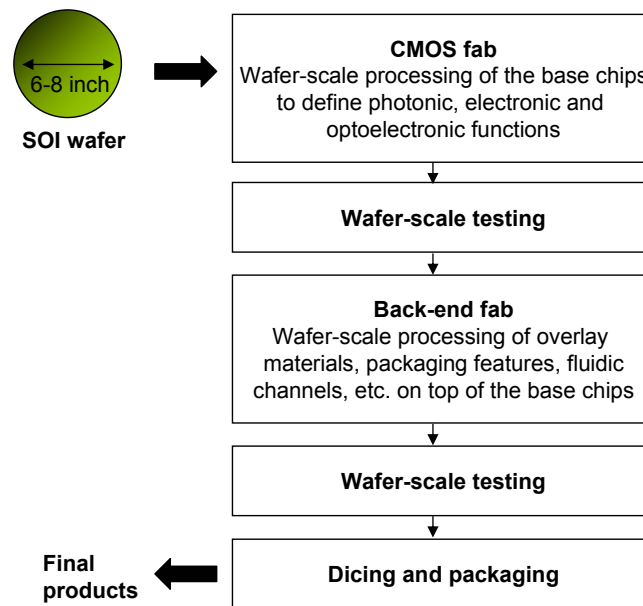 6-8 inch
SOI wafer
CMOS fab
Wafer-scale processing of the base chips
to define photonic, electronic and
optoelectronic functions
Wafer-scale testing
Back-end fab
Wafer-scale processing of overlay
materials, packaging features, fluidic
channels, etc. on top of the base chips
Wafer-scale testing
Dicing and packaging
Final
products